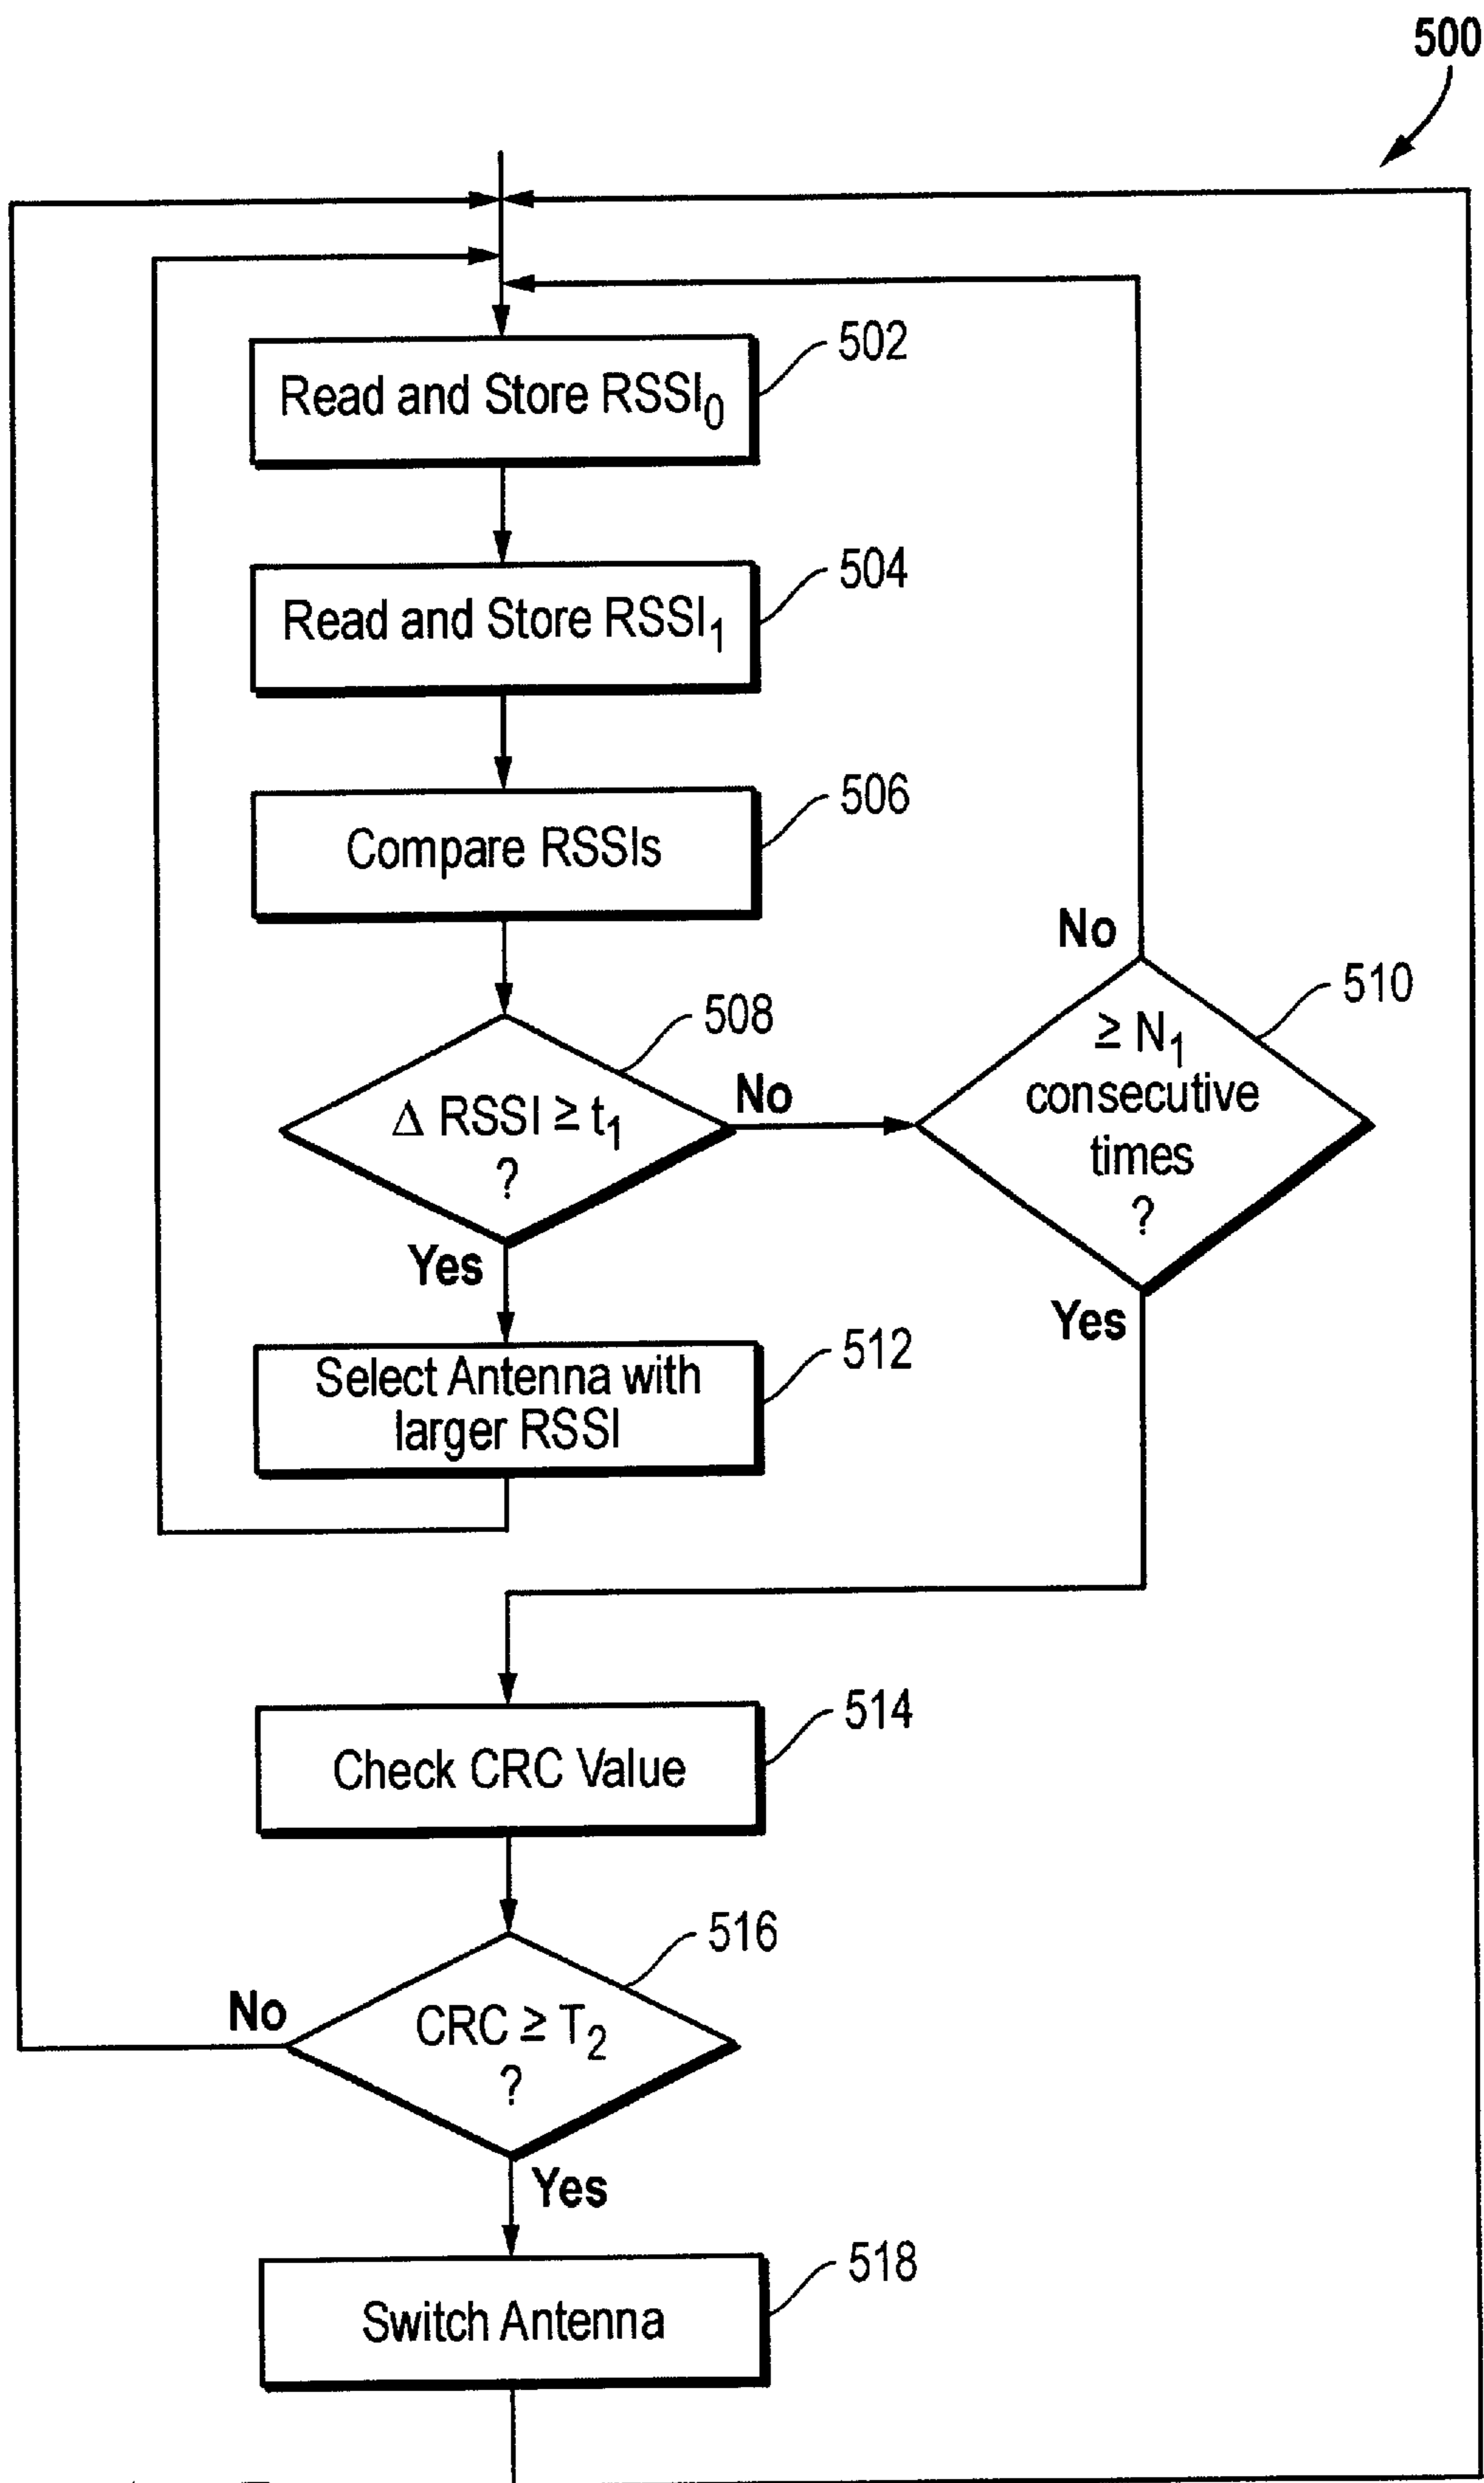 500
Read and Store RSSI₀
502
Read and Store RSSI₁
504
Compare RSSIs
506
Δ RSSI ≥ t₁
?
508
No
Yes
≥ N₁
consecutive
times
?
510
No
Yes
Select Antenna with
larger RSSI
512
Check CRC Value
514
CRC ≥ T₂
?
516
No
Yes
Switch Antenna
518